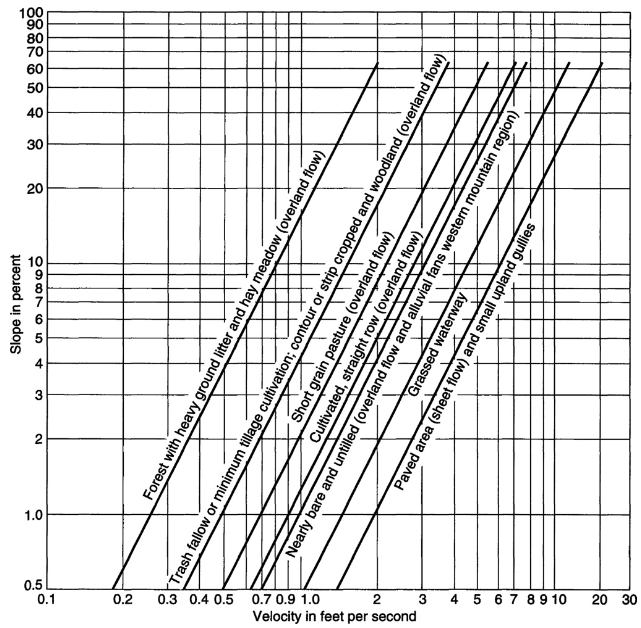 100
90
80
70
60
50
40
30
20
10
9
8
7
6
5
4
3
2
1.0
0.5
Slope in percent
Forest with heavy ground litter and hay meadow (overland flow)
Trash fallow or minimum tillage cultivation; contour or strip cropped and woodland (overland flow)
Short grain pasture (overland flow)
Cultivated, straight row (overland flow)
Nearly bare and untilled (overland flow and alluvial fans western mountain region)
Grassed waterway
Paved area (sheet flow) and small upland gullies
0.1 0.2 0.3 0.4 0.5 0.7 0.9 1.0 2 3 4 5 6 7 8 9 10 20 30
Velocity in feet per second